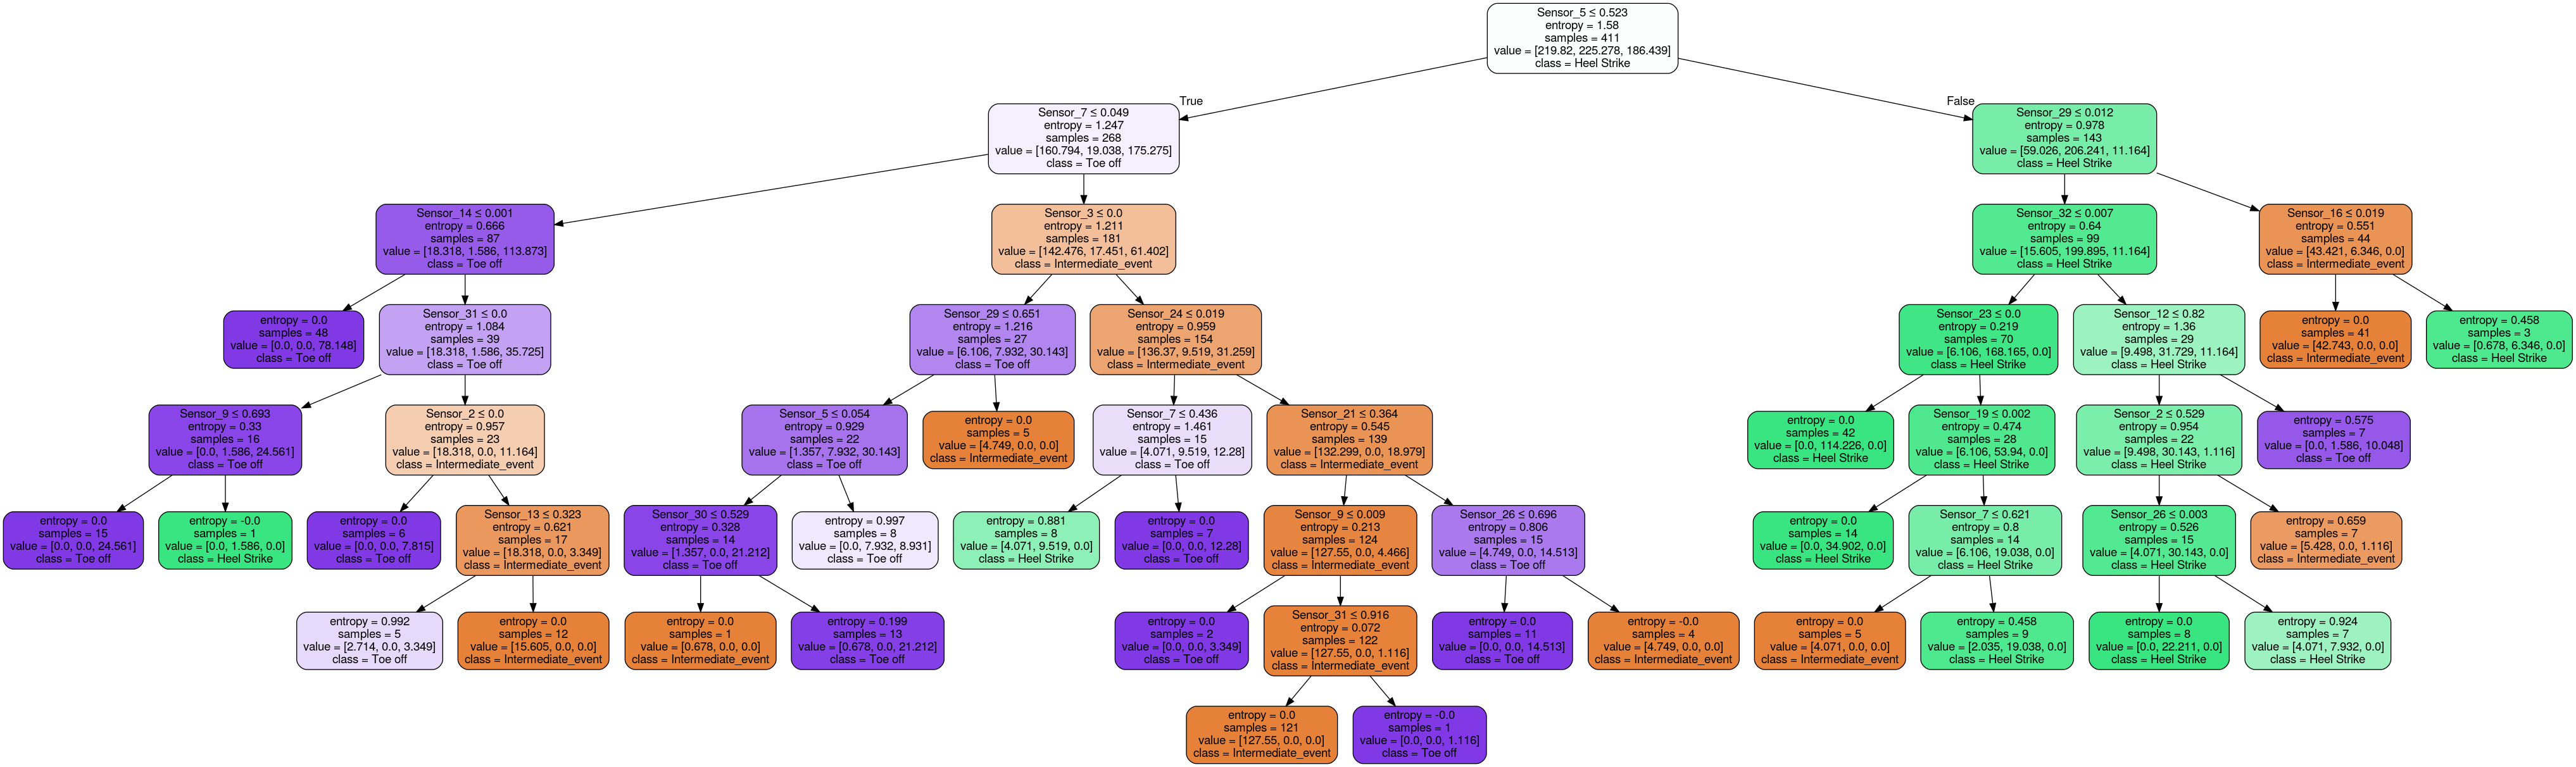 Sensor_5 ≤ 0.523
entropy = 1.58
samples = 411
value = [219.82, 225.278, 186.439]
class = Heel Strike
True
False
Sensor_7 ≤ 0.049
entropy = 1.247
samples = 268
value = [160.794, 19.038, 175.275]
class = Toe off
Sensor_29 ≤ 0.012
entropy = 0.978
samples = 143
value = [59.026, 206.241, 11.164]
class = Heel Strike
Sensor_14 ≤ 0.001
entropy = 0.666
samples = 87
value = [18.318, 1.586, 113.873]
class = Toe off
Sensor_3 ≤ 0.0
entropy = 1.211
samples = 181
value = [142.476, 17.451, 61.402]
class = Intermediate_event
Sensor_32 ≤ 0.007
entropy = 0.64
samples = 99
value = [15.605, 199.895, 11.164]
class = Heel Strike
Sensor_16 ≤ 0.019
entropy = 0.551
samples = 44
value = [43.421, 6.346, 0.0]
class = Intermediate_event
entropy = 0.0
samples = 48
value = [0.0, 0.0, 78.148]
class = Toe off
Sensor_31 ≤ 0.0
entropy = 1.084
samples = 39
value = [18.318, 1.586, 35.725]
class = Toe off
Sensor_29 ≤ 0.651
entropy = 1.216
samples = 27
value = [6.106, 7.932, 30.143]
class = Toe off
Sensor_24 ≤ 0.019
entropy = 0.959
samples = 154
value = [136.37, 9.519, 31.259]
class = Intermediate_event
Sensor_23 ≤ 0.0
entropy = 0.219
samples = 70
value = [6.106, 168.165, 0.0]
class = Heel Strike
Sensor_12 ≤ 0.82
entropy = 1.36
samples = 29
value = [9.498, 31.729, 11.164]
class = Heel Strike
entropy = 0.0
samples = 41
value = [42.743, 0.0, 0.0]
class = Intermediate_event
entropy = 0.458
samples = 3
value = [0.678, 6.346, 0.0]
class = Heel Strike
Sensor_9 ≤ 0.693
entropy = 0.33
samples = 16
value = [0.0, 1.586, 24.561]
class = Toe off
Sensor_2 ≤ 0.0
entropy = 0.957
samples = 23
value = [18.318, 0.0, 11.164]
class = Intermediate_event
Sensor_5 ≤ 0.054
entropy = 0.929
samples = 22
value = [1.357, 7.932, 30.143]
class = Toe off
entropy = 0.0
samples = 5
value = [4.749, 0.0, 0.0]
class = Intermediate_event
Sensor_7 ≤ 0.436
entropy = 1.461
samples = 15
value = [4.071, 9.519, 12.28]
class = Toe off
Sensor_21 ≤ 0.364
entropy = 0.545
samples = 139
value = [132.299, 0.0, 18.979]
class = Intermediate_event
entropy = 0.0
samples = 42
value = [0.0, 114.226, 0.0]
class = Heel Strike
Sensor_19 ≤ 0.002
entropy = 0.474
samples = 28
value = [6.106, 53.94, 0.0]
class = Heel Strike
Sensor_2 ≤ 0.529
entropy = 0.954
samples = 22
value = [9.498, 30.143, 1.116]
class = Heel Strike
entropy = 0.575
samples = 7
value = [0.0, 1.586, 10.048]
class = Toe off
entropy = 0.0
samples = 15
value = [0.0, 0.0, 24.561]
class = Toe off
entropy = -0.0
samples = 1
value = [0.0, 1.586, 0.0]
class = Heel Strike
entropy = 0.0
samples = 6
value = [0.0, 0.0, 7.815]
class = Toe off
Sensor_13 ≤ 0.323
entropy = 0.621
samples = 17
value = [18.318, 0.0, 3.349]
class = Intermediate_event
Sensor_30 ≤ 0.529
entropy = 0.328
samples = 14
value = [1.357, 0.0, 21.212]
class = Toe off
entropy = 0.997
samples = 8
value = [0.0, 7.932, 8.931]
class = Toe off
entropy = 0.881
samples = 8
value = [4.071, 9.519, 0.0]
class = Heel Strike
entropy = 0.0
samples = 7
value = [0.0, 0.0, 12.28]
class = Toe off
Sensor_9 ≤ 0.009
entropy = 0.213
samples = 124
value = [127.55, 0.0, 4.466]
class = Intermediate_event
Sensor_26 ≤ 0.696
entropy = 0.806
samples = 15
value = [4.749, 0.0, 14.513]
class = Toe off
entropy = 0.0
samples = 14
value = [0.0, 34.902, 0.0]
class = Heel Strike
Sensor_7 ≤ 0.621
entropy = 0.8
samples = 14
value = [6.106, 19.038, 0.0]
class = Heel Strike
Sensor_26 ≤ 0.003
entropy = 0.526
samples = 15
value = [4.071, 30.143, 0.0]
class = Heel Strike
entropy = 0.659
samples = 7
value = [5.428, 0.0, 1.116]
class = Intermediate_event
entropy = 0.992
samples = 5
value = [2.714, 0.0, 3.349]
class = Toe off
entropy = 0.0
samples = 12
value = [15.605, 0.0, 0.0]
class = Intermediate_event
entropy = 0.0
samples = 1
value = [0.678, 0.0, 0.0]
class = Intermediate_event
entropy = 0.199
samples = 13
value = [0.678, 0.0, 21.212]
class = Toe off
entropy = 0.0
samples = 2
value = [0.0, 0.0, 3.349]
class = Toe off
Sensor_31 ≤ 0.916
entropy = 0.072
samples = 122
value = [127.55, 0.0, 1.116]
class = Intermediate_event
entropy = 0.0
samples = 11
value = [0.0, 0.0, 14.513]
class = Toe off
entropy = -0.0
samples = 4
value = [4.749, 0.0, 0.0]
class = Intermediate_event
entropy = 0.0
samples = 5
value = [4.071, 0.0, 0.0]
class = Intermediate_event
entropy = 0.458
samples = 9
value = [2.035, 19.038, 0.0]
class = Heel Strike
entropy = 0.0
samples = 8
value = [0.0, 22.211, 0.0]
class = Heel Strike
entropy = 0.924
samples = 7
value = [4.071, 7.932, 0.0]
class = Heel Strike
entropy = 0.0
samples = 121
value = [127.55, 0.0, 0.0]
class = Intermediate_event
entropy = -0.0
samples = 1
value = [0.0, 0.0, 1.116]
class = Toe off